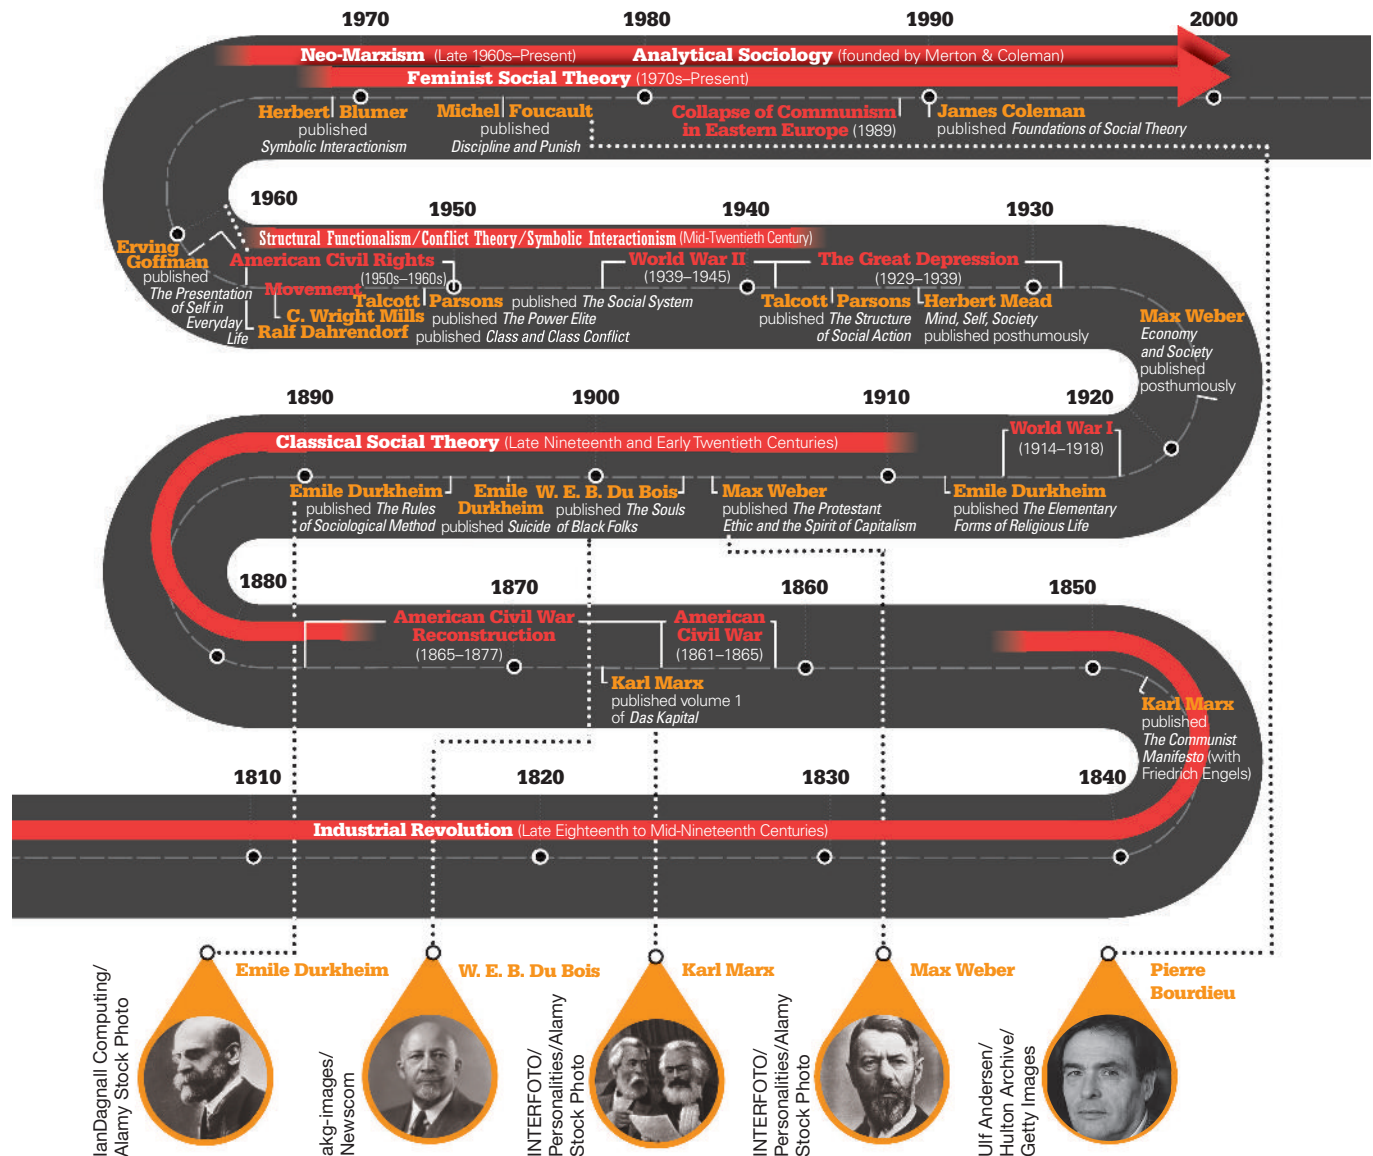 1970 1980 1990 2000
Neo-Marxism (Late 1960s–Present) Analytical Sociology (founded by Merton & Coleman)
Feminist Social Theory (1970s–Present)
Herbert Blumer
published
Symbolic Interactionism
Michel Foucault
published
Discipline and Punish
Collapse of Communism
in Eastern Europe (1989)
James Coleman
published Foundations of Social Theory
1960 1950 1940 1930
Structural Functionalism/Conflict Theory/Symbolic Interactionism (Mid-Twentieth Century)
Erving
Goffman
published
The Presentation
of Self in
Everyday
Life
American Civil Rights
(1950s–1960s)
Movement
Talcott Parsons published The Social System
C. Wright Mills published The Power Elite
Ralf Dahrendorf published Class and Class Conflict
World War II
(1939–1945)
The Great Depression
(1929–1939)
Talcott Parsons
published The Structure
of Social Action
Herbert Mead
Mind, Self, Society
published posthumously
Max Weber
Economy
and Society
published
posthumously
1890 1900 1910 1920
Classical Social Theory (Late Nineteenth and Early Twentieth Centuries)
World War I
(1914–1918)
Emile Durkheim
published The Rules
of Sociological Method
Emile
Durkheim
published Suicide
W. E. B. Du Bois
published The Souls
of Black Folks
Max Weber
published The Protestant
Ethic and the Spirit of Capitalism
Emile Durkheim
published The Elementary
Forms of Religious Life
1880 1870 1860 1850
American Civil War
Reconstruction
(1865–1877)
American
Civil War
(1861–1865)
Karl Marx
published volume 1
of Das Kapital
Karl Marx
published
The Communist
Manifesto (with
Friedrich Engels)
1810 1820 1830 1840
Industrial Revolution (Late Eighteenth to Mid-Nineteenth Centuries)
Emile Durkheim
IanDagnall Computing/
Alamy Stock Photo
W. E. B. Du Bois
akg-images/
Newscom
Karl Marx
INTERFOTO/
Personalities/Alamy
Stock Photo
Max Weber
INTERFOTO/
Personalities/Alamy
Stock Photo
Pierre
Bourdieu
Ulf Andersen/
Hulton Archive/
Getty Images